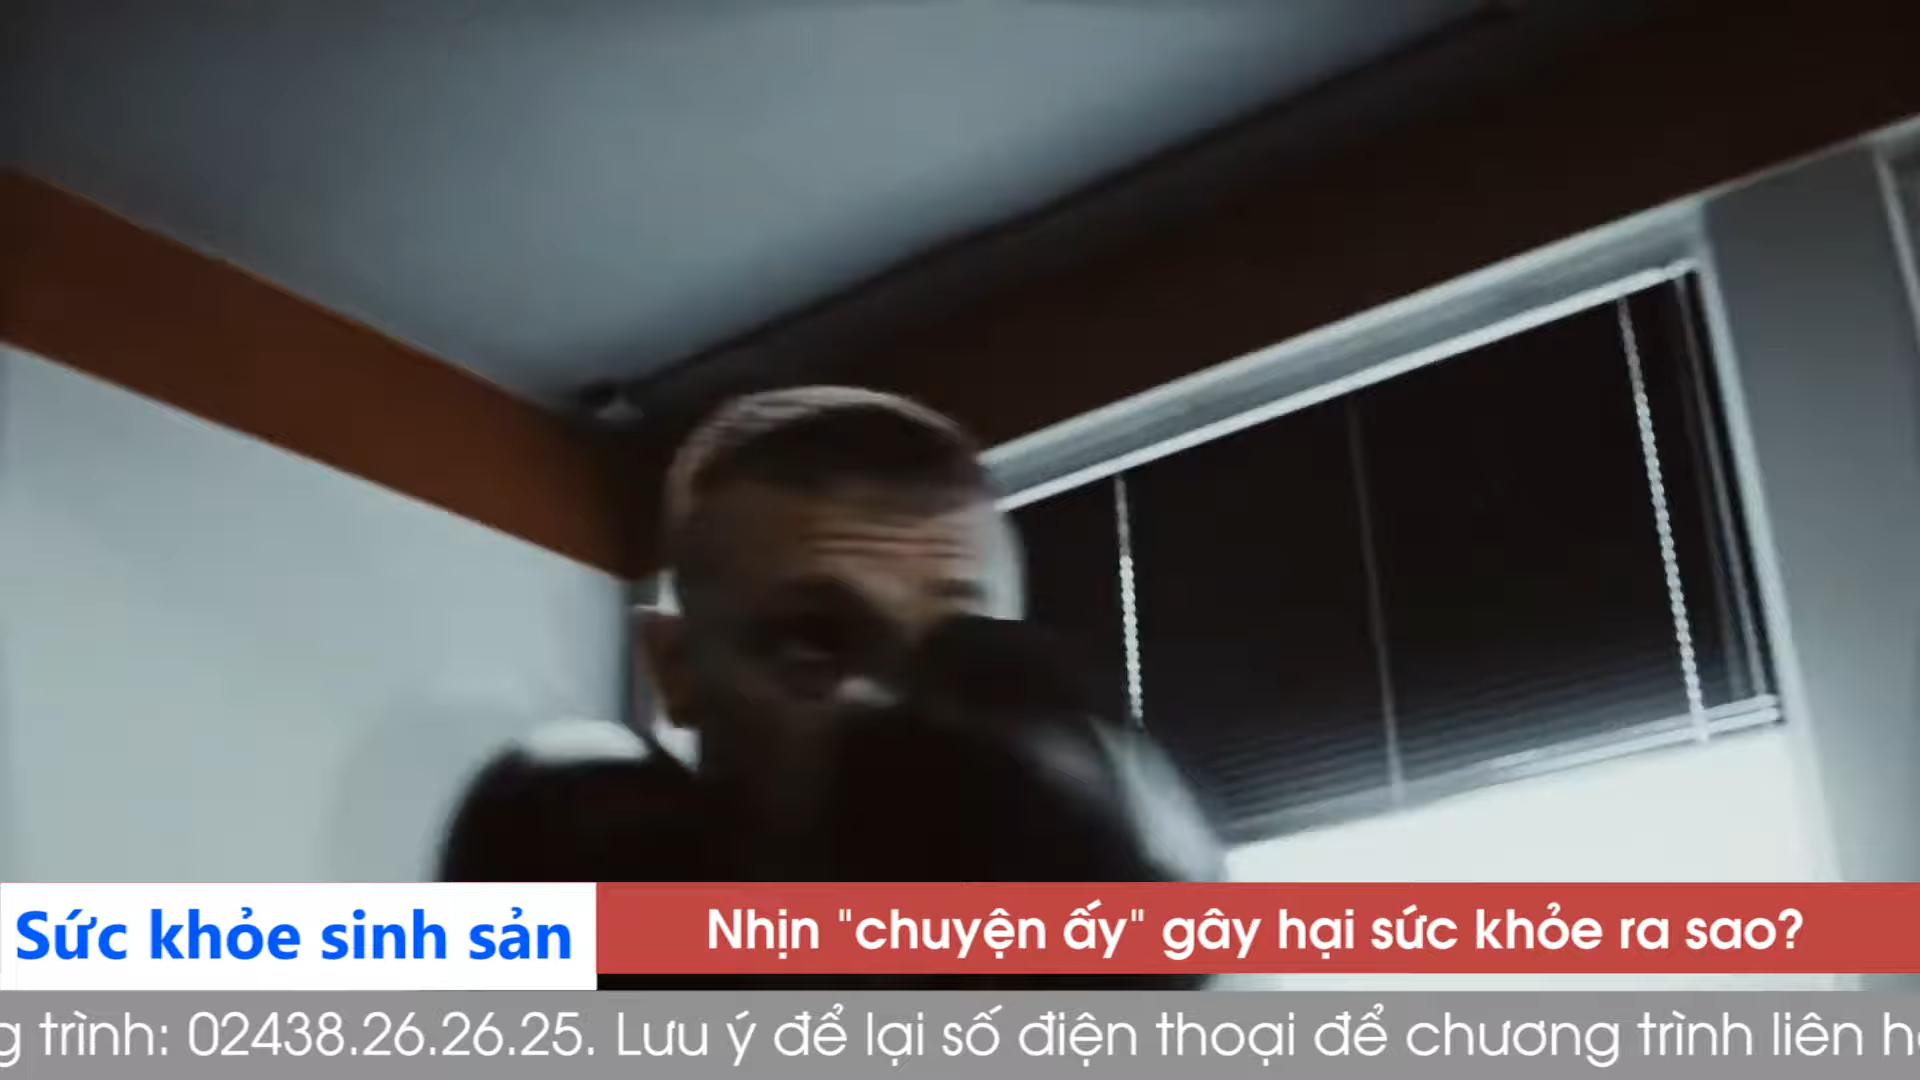 Sức khỏe sinh sản
Nhịn "chuyện ấy" gây hại sức khỏe ra sao?
trình: 02438.26.26.25. Lưu ý để lại số điện thoại để chương trình liên